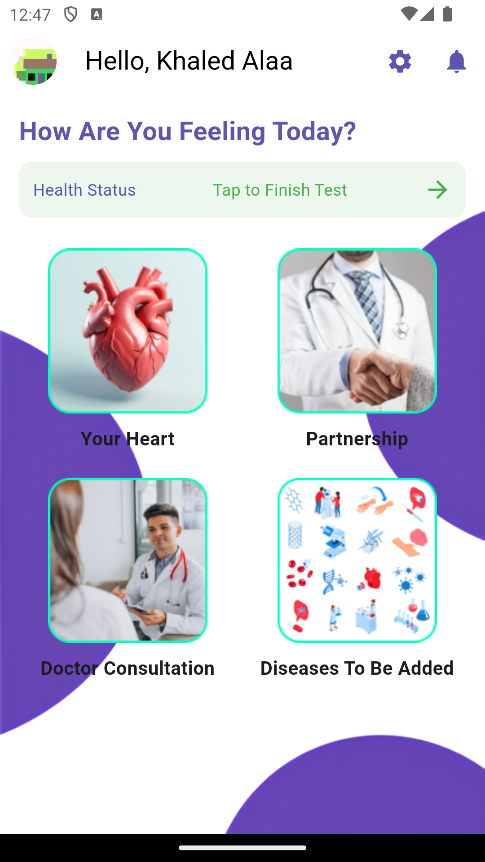 12:47
Hello, Khaled Alaa
How Are You Feeling Today?
Health Status Tap to Finish Test
Your Heart Partnership
Doctor Consultation Diseases To Be Added